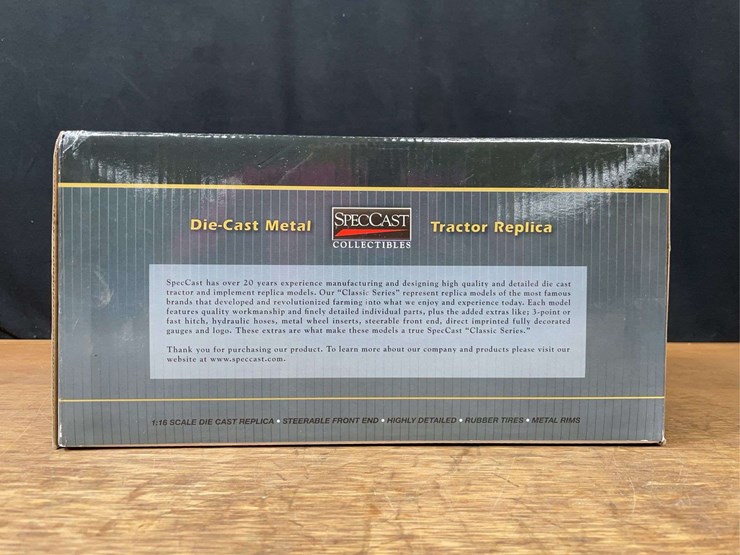 Die-Cast Metal SPECCAST Tractor Replica
COLLECTIBLES
SpecCast has over 20 years experience manufacturing and designing high quality and detailed die cast
tractor and implement replica models. Our "Classic Series" represent replica models of the most famous
brands that developed and revolutionized farming into what we enjoy and experience today. Each model
features quality workmanship and finely detailed individual parts, plus the added extras like; 3-point or
fast hitch, hydraulic hoses, metal wheel inserts, steerable front end, direct imprinted fully decorated
gauges and logo. These extras are what make these models a true SpecCast "Classic Series."
Thank you for purchasing our product. To learn more about our company and products please visit our
website at www.speccast.com.
1:16 SCALE DIE CAST REPLICA • STEERABLE FRONT END • HIGHLY DETAILED • RUBBER TIRES • METAL RIMS